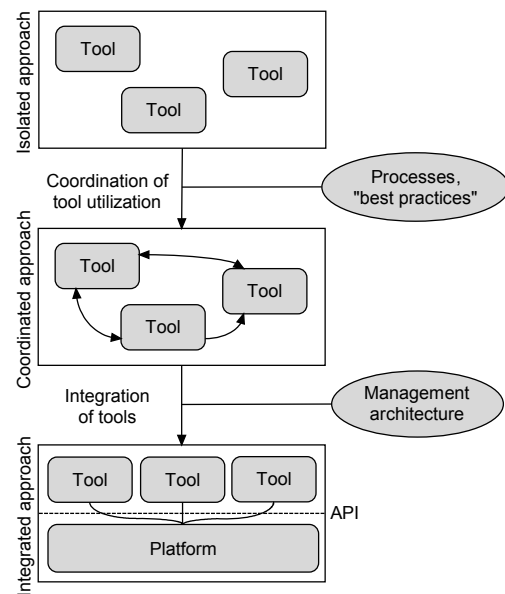 Isolated approach
Tool
Tool
Tool
Coordination of
tool utilization
Processes,
"best practices"
Coordinated approach
Tool
Tool
Tool
Integration
of tools
Management
architecture
Integrated approach
Tool
Tool
Tool
API
Platform